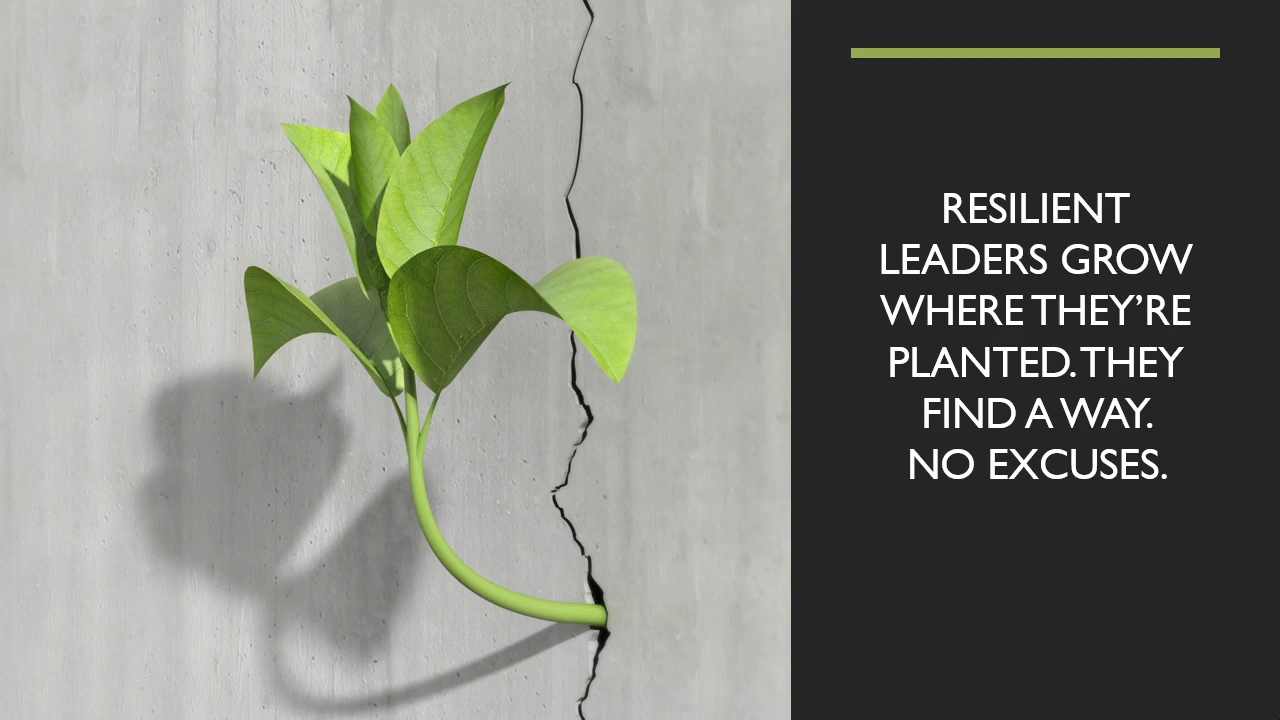 RESILIENT
LEADERS GROW
WHERE THEY’RE
PLANTED. THEY
FIND A WAY.
NO EXCUSES.